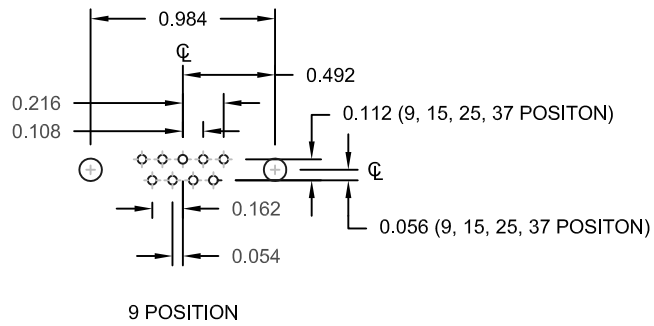 0.984
℄
0.492
0.216
0.112 (9, 15, 25, 37 POSITON)
0.108
℄
0.162
0.056 (9, 15, 25, 37 POSITON)
0.054
9 POSITION